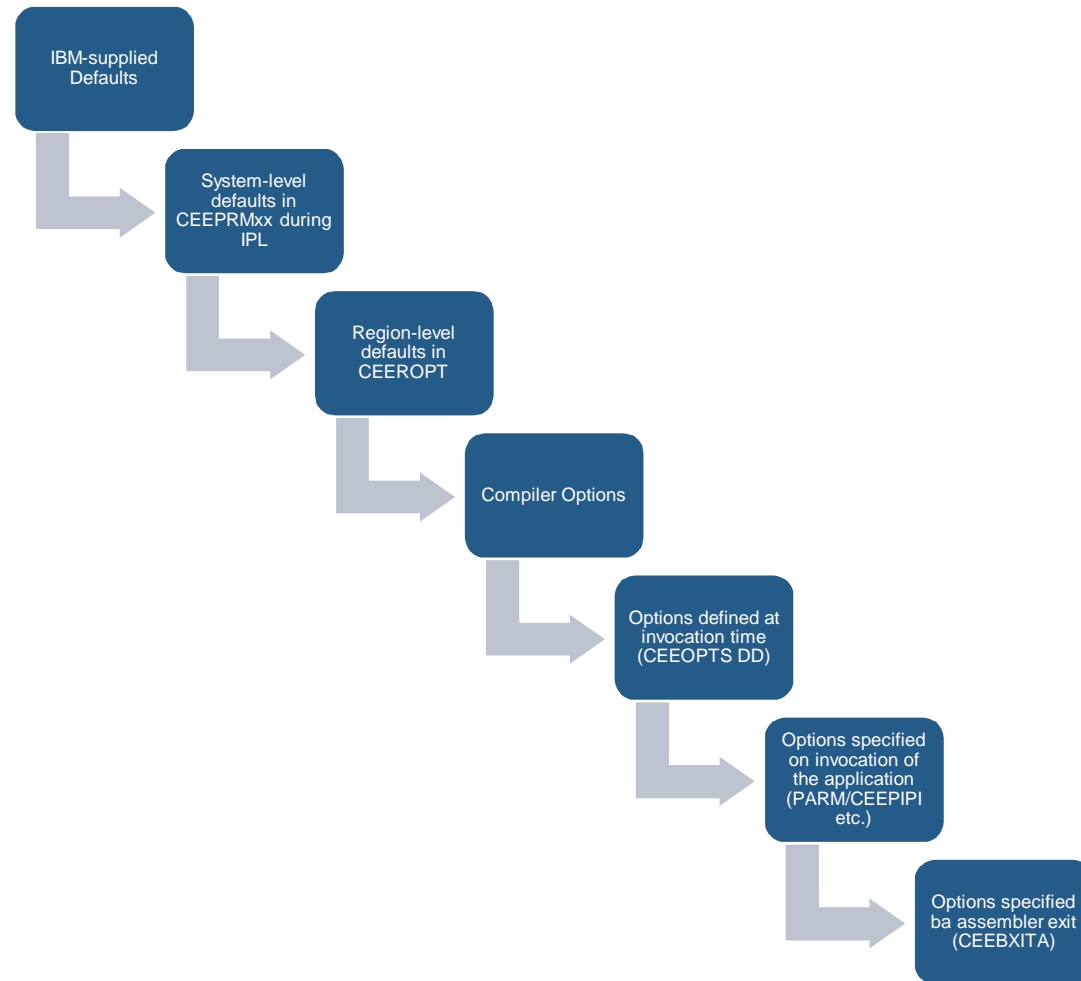 IBM-supplied
Defaults
System-level
defaults in
CEEPRMxx during
IPL
Region-level
defaults in
CEEROPT
Compiler Options
Options defined at
invocation time
(CEEOPTS DD)
Options specified
on invocation of
the application
(PARM/CEEPIPI
etc.)
Options specified
ba assembler exit
(CEEBXITA)